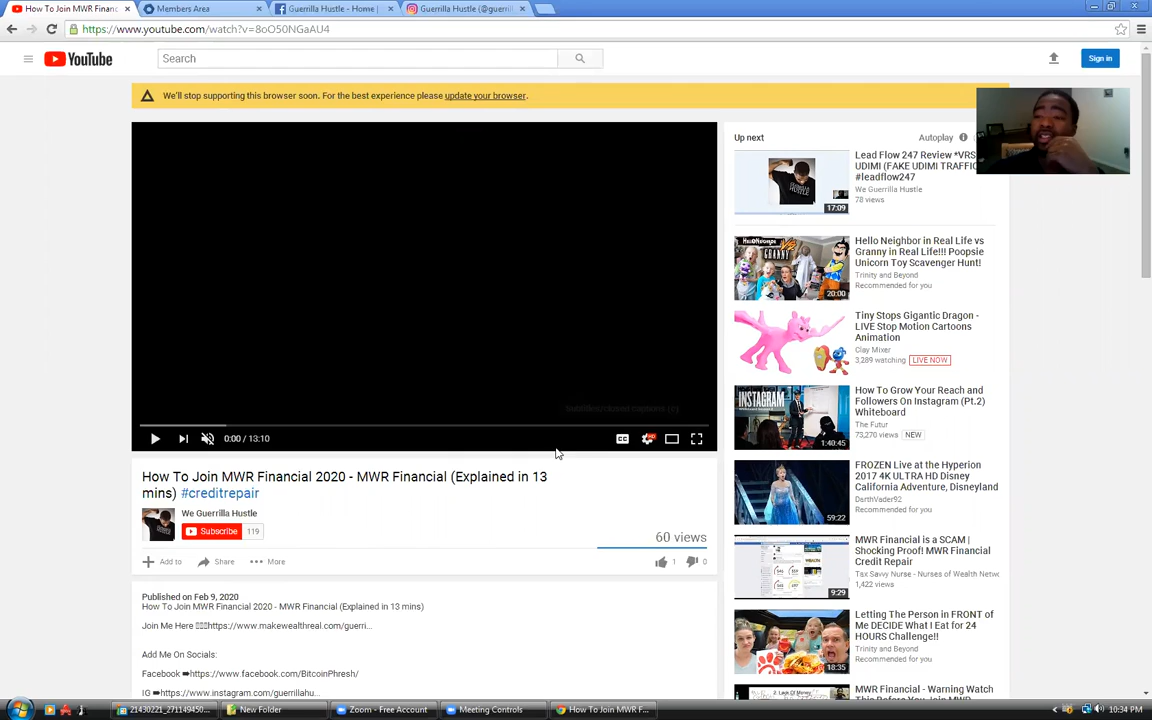 How To Join MWR Financ
Members Area
Guerrilla Hustle - Home
Guerrilla Hustle (@guerril
https://www.youtube.com/watch?v=8oO50NGaAU4
YouTube
Search
Sign in
We'll stop supporting this browser soon. For the best experience please update your browser.
Up next
Autoplay
Lead Flow 247 Review *VRS
UDIMI (FAKE UDIMI TRAFFIC
#leadflow247
We Guerrilla Hustle
78 views
17:09
Hello Neighbor in Real Life vs
Granny in Real Life!!! Poopsie
Unicorn Toy Scavenger Hunt!
Trinity and Beyond
Recommended for you
20:00
Tiny Stops Gigantic Dragon -
LIVE Stop Motion Cartoons
Animation
Clay Mixer
3,289 watching LIVE NOW
INSTAGRAM
How To Grow Your Reach and
Followers On Instagram (Pt.2)
Whiteboard
The Futur
73,270 views NEW
1:40:45
FROZEN Live at the Hyperion
2017 4K ULTRA HD Disney
California Adventure, Disneyland
DarthVader92
Recommended for you
59:22
MWR Financial is a SCAM |
Shocking Proof! MWR Financial
Credit Repair
Tax Savvy Nurse - Nurses of Wealth Netwo
1,422 views
9:29
Letting The Person in FRONT of
Me DECIDE What I Eat for 24
HOURS Challenge!!
Trinity and Beyond
Recommended for you
18:35
MWR Financial - Warning Watch
This Before You Join MWR
2. Lack Of Money
Subtitles/closed captions (c)
0:00 / 13:10
CC
HD
How To Join MWR Financial 2020 - MWR Financial (Explained in 13
mins) #creditrepair
We Guerrilla Hustle
Subscribe 119
60 views
Add to
Share
More
1
0
Published on Feb 9, 2020
How To Join MWR Financial 2020 - MWR Financial (Explained in 13 mins)
Join Me Here https://www.makewealthreal.com/guerri...
Add Me On Socials:
Facebook ➡https://www.facebook.com/BitcoinPhresh/
IG ➡https://www.instagram.com/guerrillahu...
21430221_271149450...
New Folder
Zoom - Free Account
Meeting Controls
How To Join MWR F...
10:34 PM